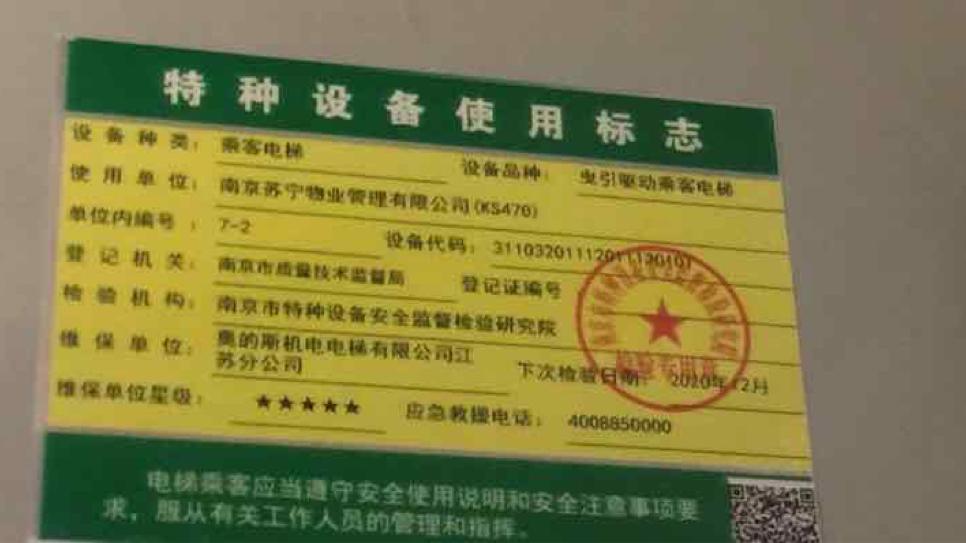 特种设备使用标志
设备种类： 乘客电梯 设备品种： 曳引驱动乘客电梯
使用单位： 南京苏宁物业管理有限公司(KS470)
单位内编号： 7-2 设备代码： 31103201112011120101
登记机关： 南京市质量技术监督局 登记证编号
检验机构： 南京市特种设备安全监督检验研究院
维保单位： 奥的斯机电电梯有限公司江
苏分公司 下次检验日期： 2020年12月
维保单位星级： ★★★★★ 应急救援电话： 4008850000
检验专用章
电梯乘客应当遵守安全使用说明和安全注意事项要
求，服从有关工作人员的管理和指挥。